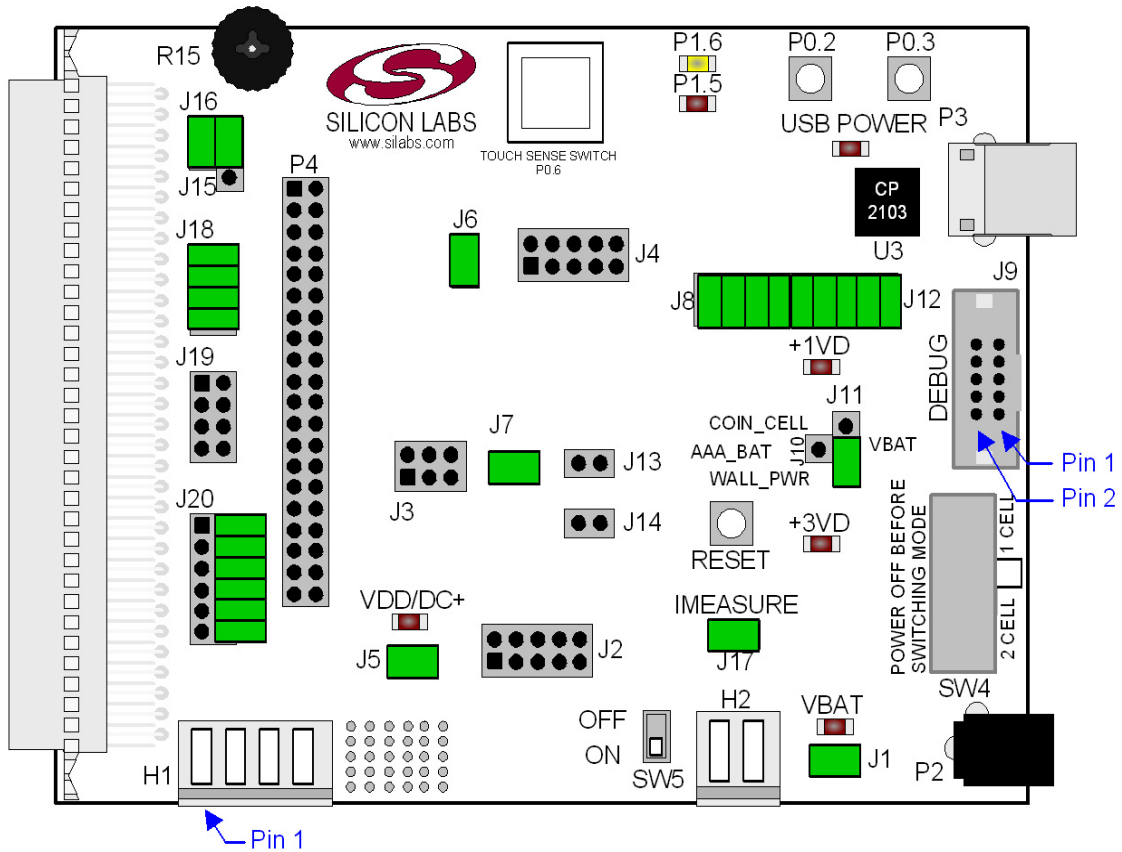 R15
P1.6
P0.2
P0.3
P1.5
J16
SILICON LABS
www.silabs.com
TOUCH SENSE SWITCH
P0.6
USB POWER
P3
J15
P4
CP
2103
U3
J18
J6
J4
J9
J8
J12
+1VD
DEBUG
J19
J11
COIN_CELL
AAA_BAT
J10
VBAT
WALL_PWR
J7
J13
J3
J14
Pin 1
Pin 2
J20
RESET
+3VD
POWER OFF BEFORE
SWITCHING MODE
2 CELL
1 CELL
VDD/DC+
IMEASURE
J5
J2
J17
SW4
H2
VBAT
OFF
ON
SW5
J1
P2
H1
Pin 1